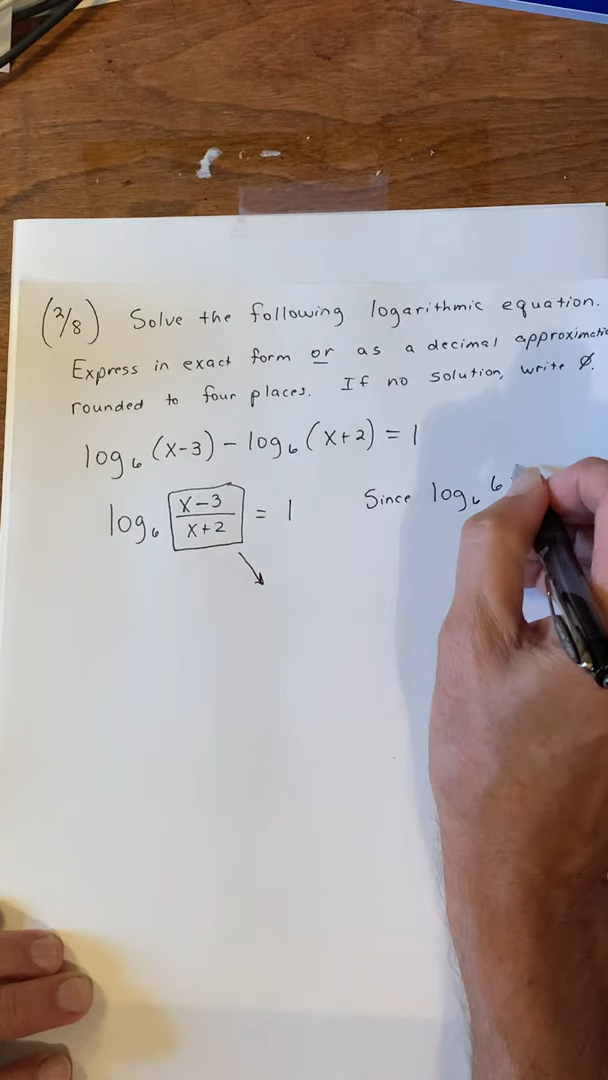 (2/8) Solve the following logarithmic equation.
Express in exact form or as a decimal approximatio
rounded to four places. If no solution, write Ø.
log₆ (x-3) - log₆ (x+2) = 1
log₆ x-3/x+2 = 1 Since log₆ 6